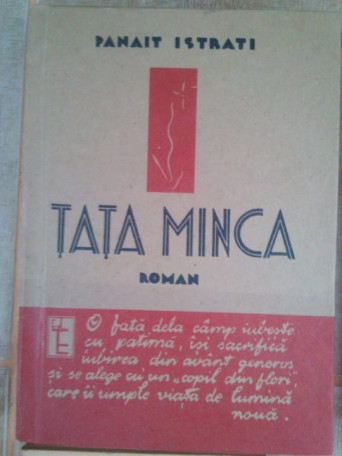 PANAIT ISTRATI
ȚAȚA MINCA
ROMAN
O fată dela câmp iubește
cu patimă, își sacrifică
iubirea din avânt generos
și se alege cu un „copil din flori”,
care îi umple viața de lumină
nouă.